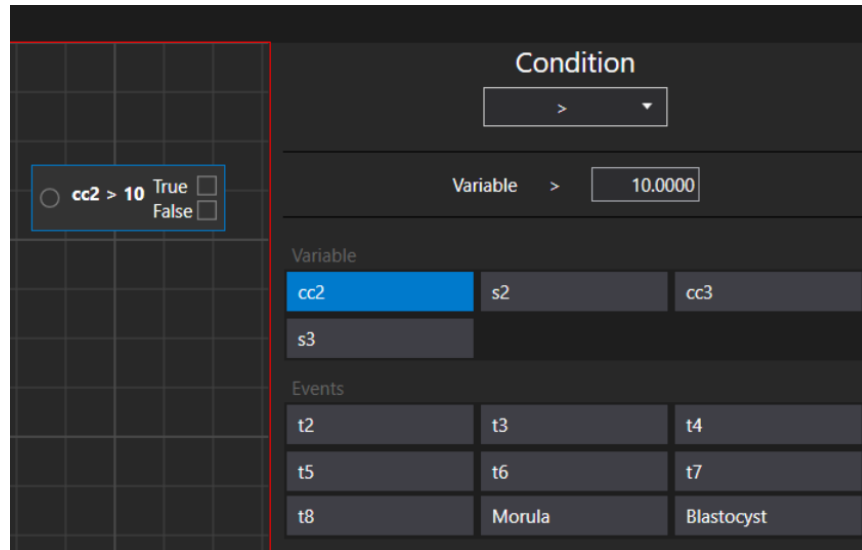 Condition
>
cc2 > 10 True
False
Variable > 10.0000
Variable
cc2 s2 cc3
s3
Events
t2 t3 t4
t5 t6 t7
t8 Morula Blastocyst